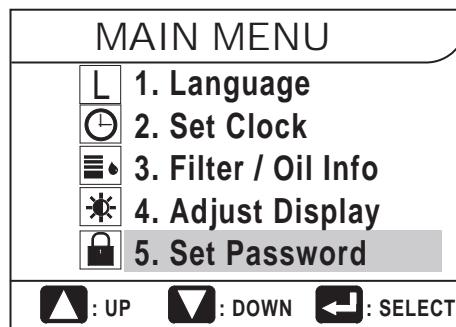 MAIN MENU
L 1. Language
2. Set Clock
3. Filter / Oil Info
4. Adjust Display
5. Set Password
: UP : DOWN : SELECT